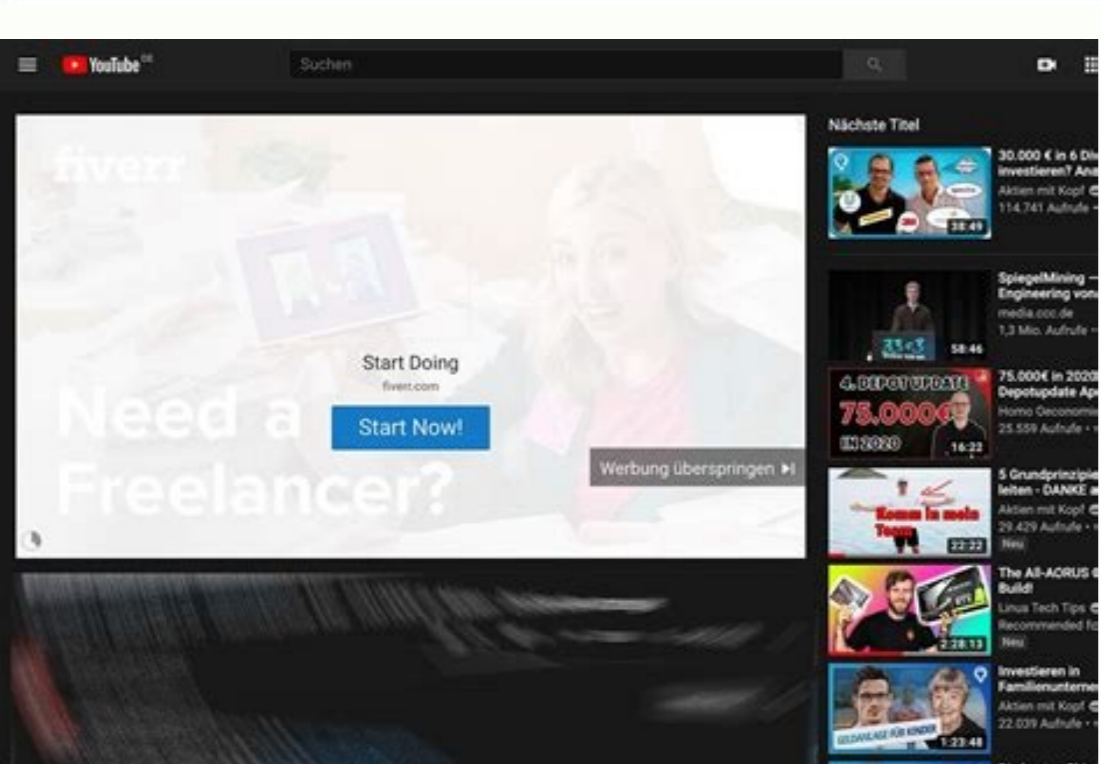 YouTube DE
Suchen
fiverr
Need a
Freelancer?
Start Doing
fiverr.com
Start Now!
Werbung überspringen
Nächste Titel
38:49
30.000 € in 6
investieren?
Aktien mit Kopf
114.741 Aufrufe
58:46
SpiegelMining —
Engineering
media.ccc.de
1,3 Mio. Aufrufe
4. DEPOT UPDATE
75.000€
IN 2020
16:22
75.000€ in 2020
Depotupdate
Homo Oeconomi
25.559 Aufrufe
Komm in mein
Team
22:22
5 Grundprinzipie
leiten - DANKE
Aktien mit Kopf
29.429 Aufrufe
Neu
2:28:13
The All-AORUS
Build!
Linus Tech Tips
Recommended
Neu
GELDANLAGE FÜR KINDER
1:23:48
Investieren in
Familienunterne
Aktien mit Kopf
22.039 Aufrufe